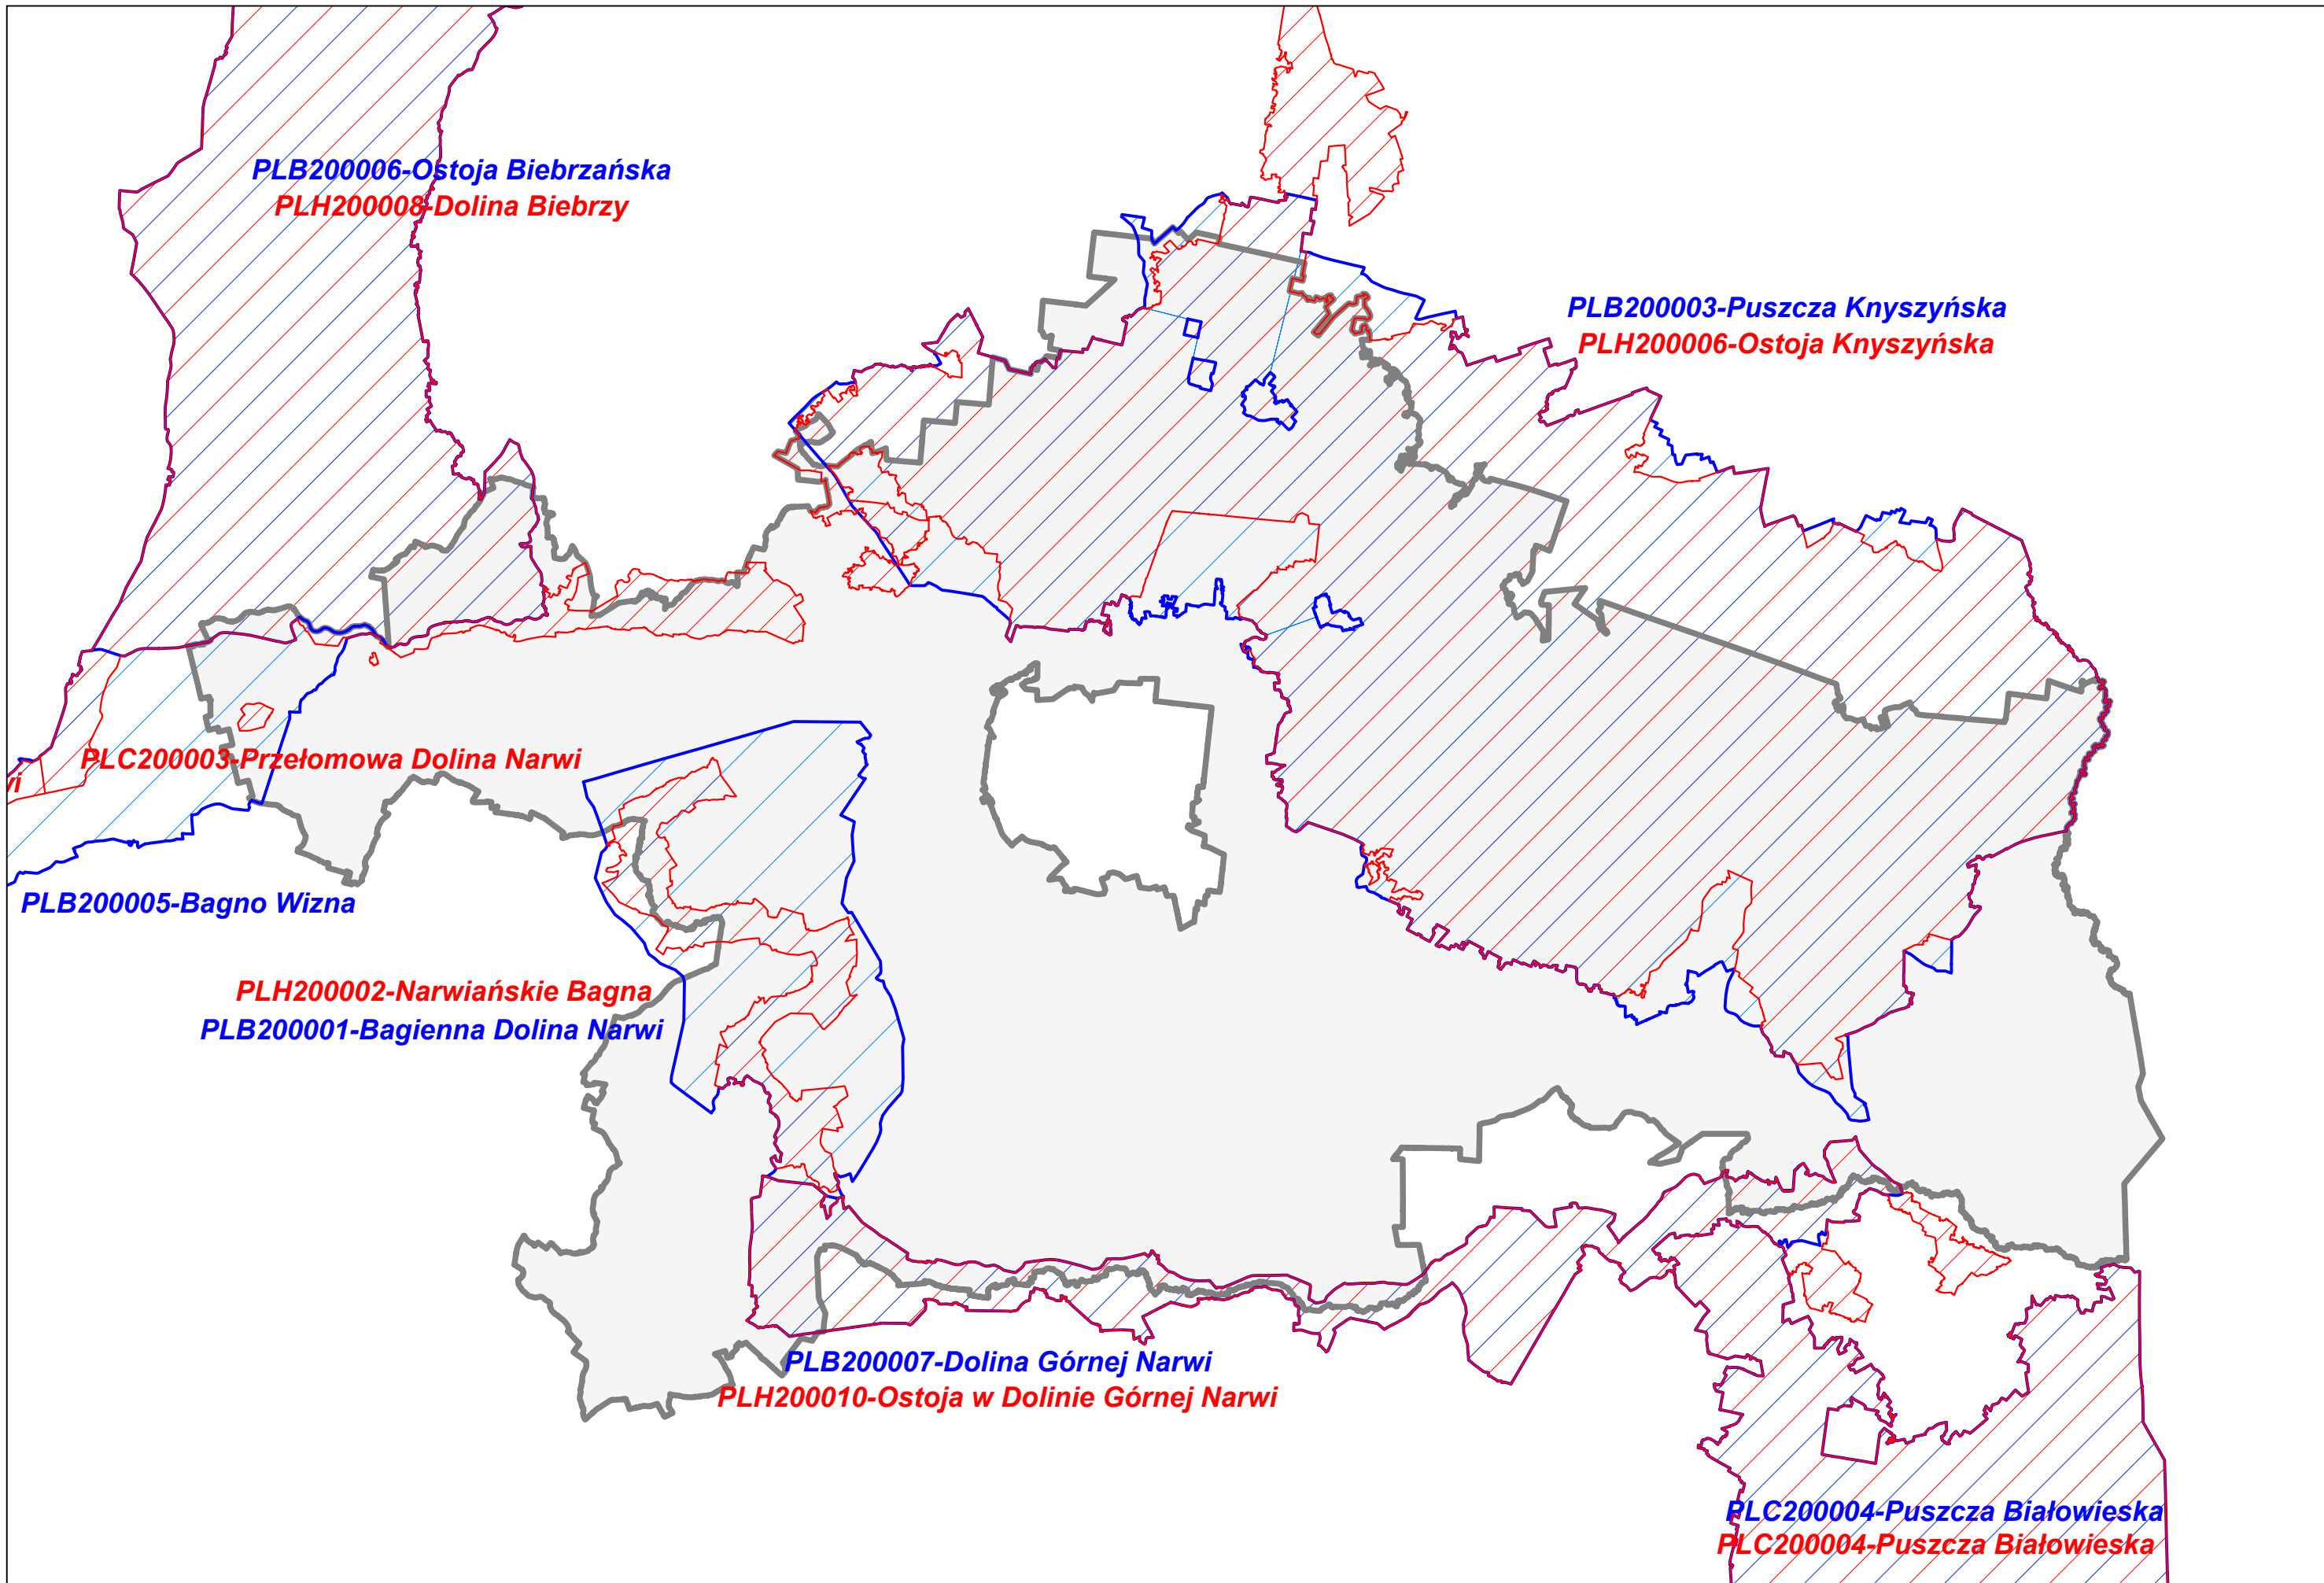 PLB200006-Ostoja Biebrzańska
PLH200008-Dolina Biebrzy
PLB200003-Puszcza Knyszyńska
PLH200006-Ostoja Knyszyńska
PLC200003-Przełomowa Dolina Narwi
PLB200005-Bagno Wizna
PLH200002-Narwiańskie Bagna
PLB200001-Bagienna Dolina Narwi
PLB200007-Dolina Górnej Narwi
PLH200010-Ostoja w Dolinie Górnej Narwi
PLC200004-Puszcza Białowieska
PLC200004-Puszcza Białowieska